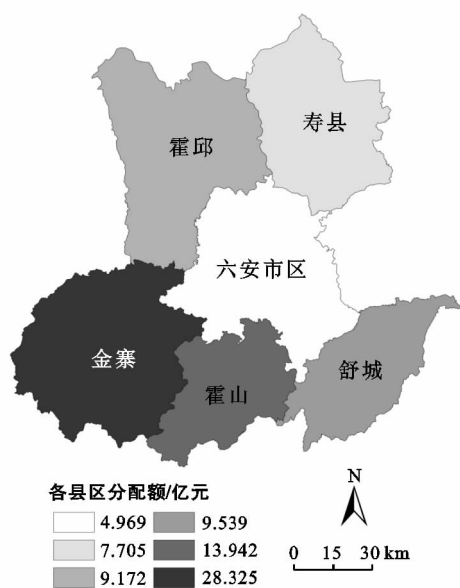 寿县
霍邱
六安市区
金寨
霍山
舒城
各县区分配额/亿元
N
4.969 9.539
7.705 13.942
9.172 28.325
0 15 30 km